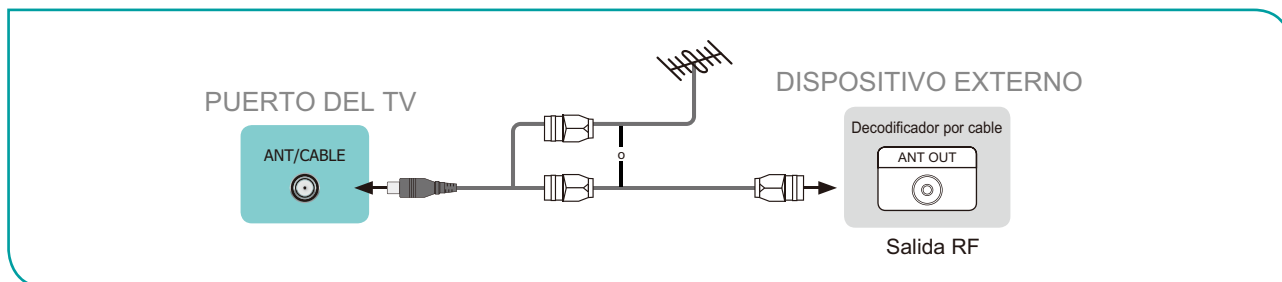 PUERTO DEL TV
ANT/CABLE
o
DISPOSITIVO EXTERNO
Decodificador por cable
ANT OUT
Salida RF